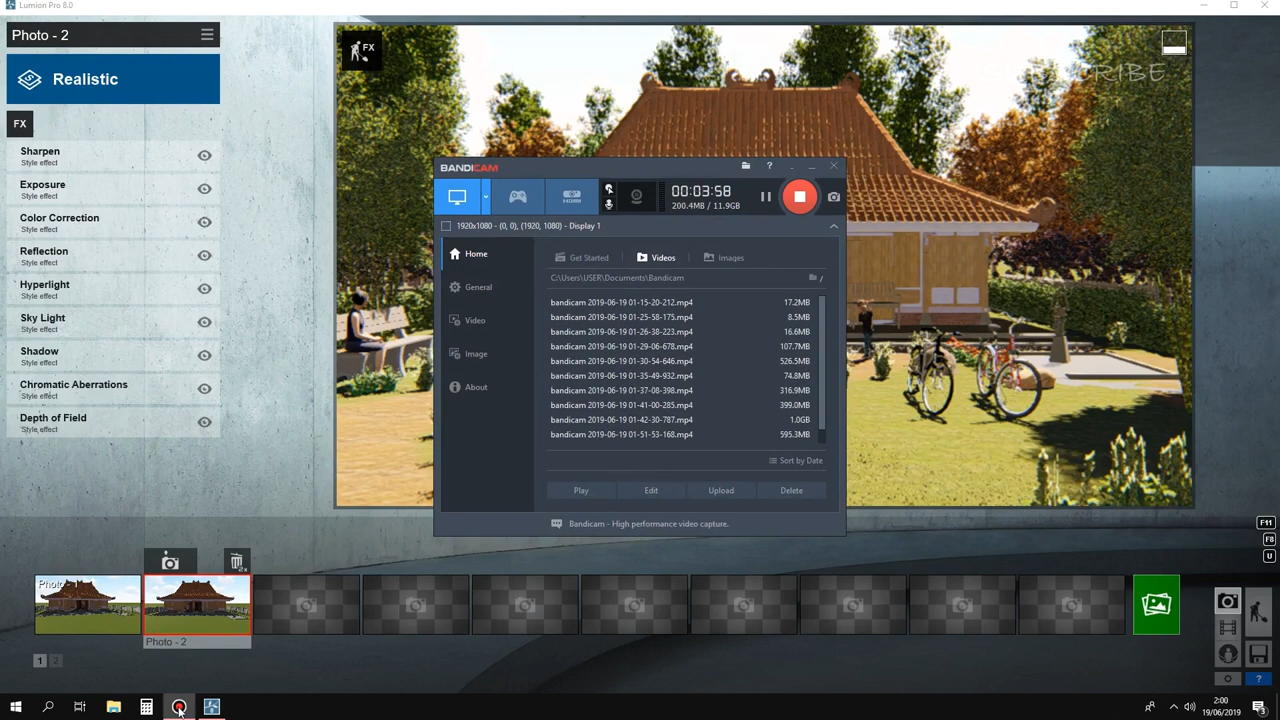 Lumion Pro 8.0
Photo - 2
Realistic
FX
Sharpen
Style effect
Exposure
Style effect
Color Correction
Style effect
Reflection
Style effect
Hyperlight
Style effect
Sky Light
Style effect
Shadow
Style effect
Chromatic Aberrations
Style effect
Depth of Field
Style effect
FX
BANDICAM
?
HDMI
00:03:58
200.4MB / 11.9GB
1920x1080 - (0, 0), (1920, 1080) - Display 1
Home
General
Video
Image
About
Get Started
Videos
Images
C:\Users\USER\Documents\Bandicam
bandicam 2019-06-19 01-15-20-212.mp4 17.2MB
bandicam 2019-06-19 01-25-58-175.mp4 8.5MB
bandicam 2019-06-19 01-26-38-223.mp4 16.6MB
bandicam 2019-06-19 01-29-06-678.mp4 107.7MB
bandicam 2019-06-19 01-30-54-646.mp4 526.5MB
bandicam 2019-06-19 01-35-49-932.mp4 74.8MB
bandicam 2019-06-19 01-37-08-398.mp4 316.9MB
bandicam 2019-06-19 01-41-00-285.mp4 399.0MB
bandicam 2019-06-19 01-42-30-787.mp4 1.0GB
bandicam 2019-06-19 01-51-53-168.mp4 595.3MB
Sort by Date
Play Edit Upload Delete
Bandicam - High performance video capture.
F11
F8
U
2x
Photo - 2
1 2
?
2:00
19/06/2019
3